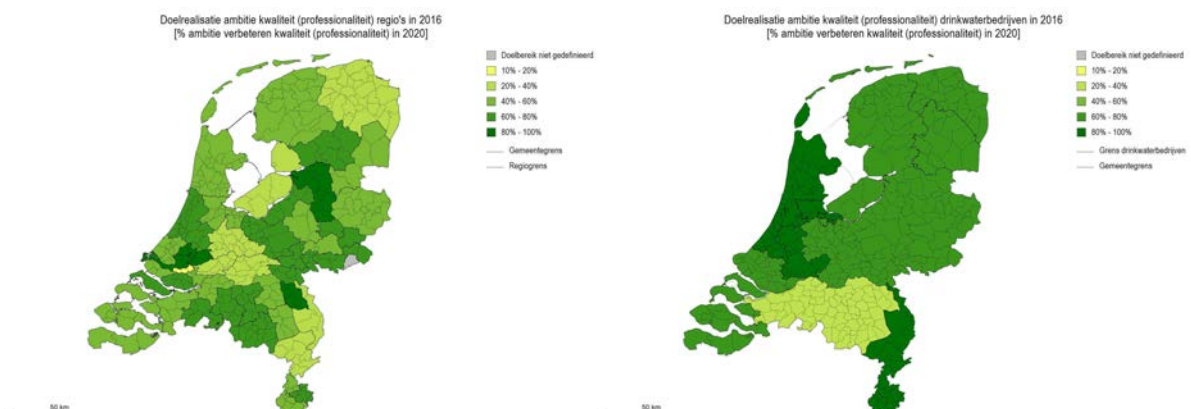 Doelrealisatie ambitie kwaliteit (professionaliteit) regio's in 2016
[% ambitie verbeteren kwaliteit (professionaliteit) in 2020]
Doelbereik niet gedefinieerd
10% - 20%
20% - 40%
40% - 60%
60% - 80%
80% - 100%
Gemeentegrens
Regiogrens
50 km
Doelrealisatie ambitie kwaliteit (professionaliteit) drinkwaterbedrijven in 2016
[% ambitie verbeteren kwaliteit (professionaliteit) in 2020]
Doelbereik niet gedefinieerd
10% - 20%
20% - 40%
40% - 60%
60% - 80%
80% - 100%
Grens drinkwaterbedrijven
Gemeentegrens
50 km